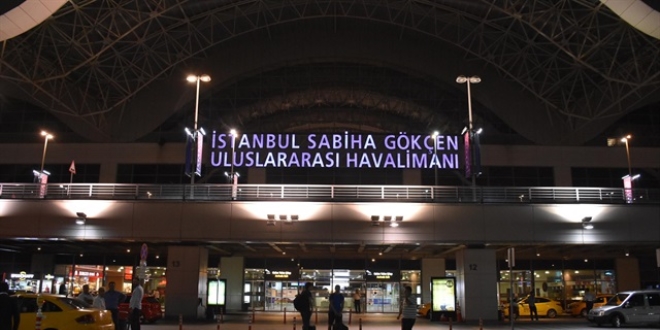 İSTANBUL SABİHA GÖKÇEN
ULUSLARARASI HAVALİMANI